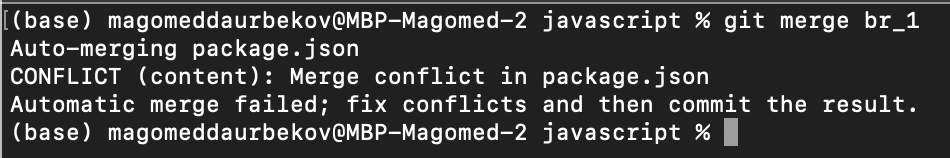 [(base) magomeddaurbekov@MBP-Magomed-2 javascript % git merge br_1
Auto-merging package.json
CONFLICT (content): Merge conflict in package.json
Automatic merge failed; fix conflicts and then commit the result.
(base) magomeddaurbekov@MBP-Magomed-2 javascript %